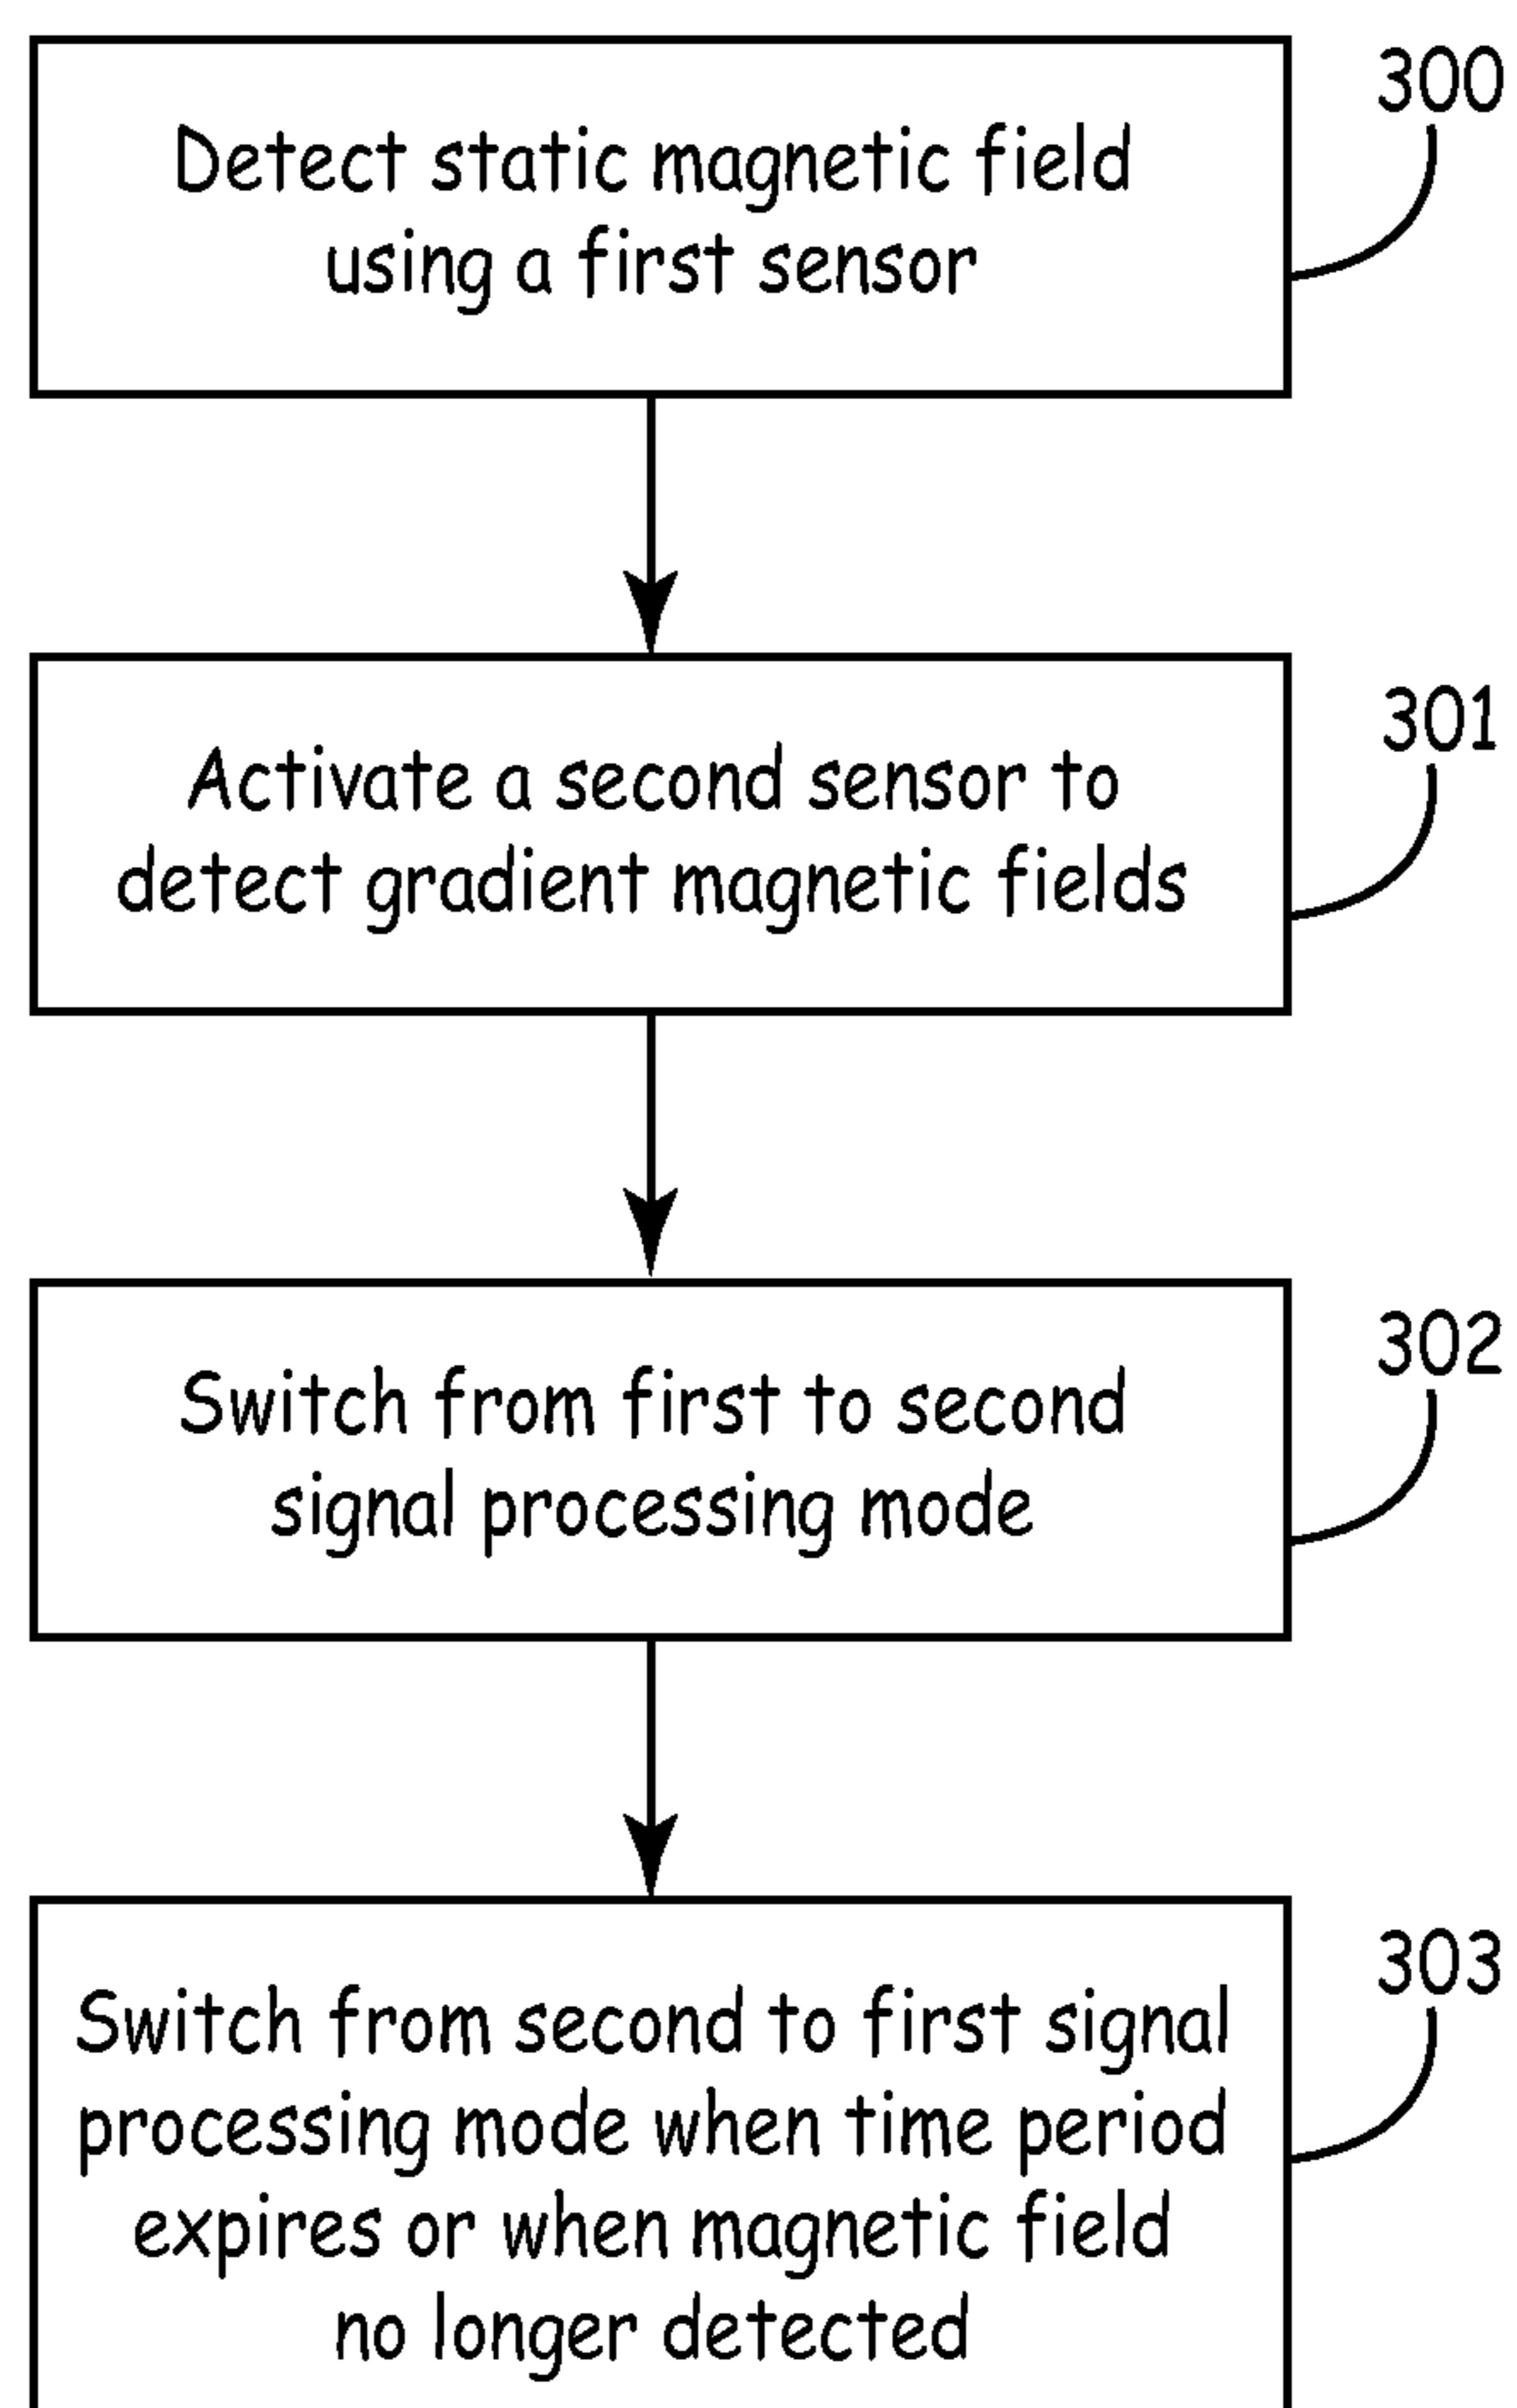 300
Detect static magnetic field
using a first sensor
301
Activate a second sensor to
detect gradient magnetic fields
302
Switch from first to second
signal processing mode
303
Switch from second to first signal
processing mode when time period
expires or when magnetic field
no longer detected